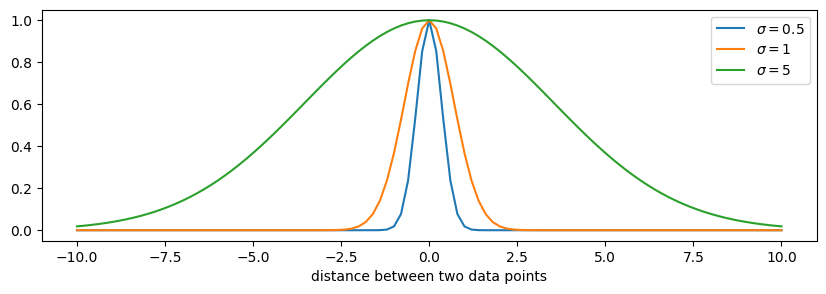 1.0
0.8
0.6
0.4
0.2
0.0
σ = 0.5
σ = 1
σ = 5
−10.0 −7.5 −5.0 −2.5 0.0 2.5 5.0 7.5 10.0
distance between two data points